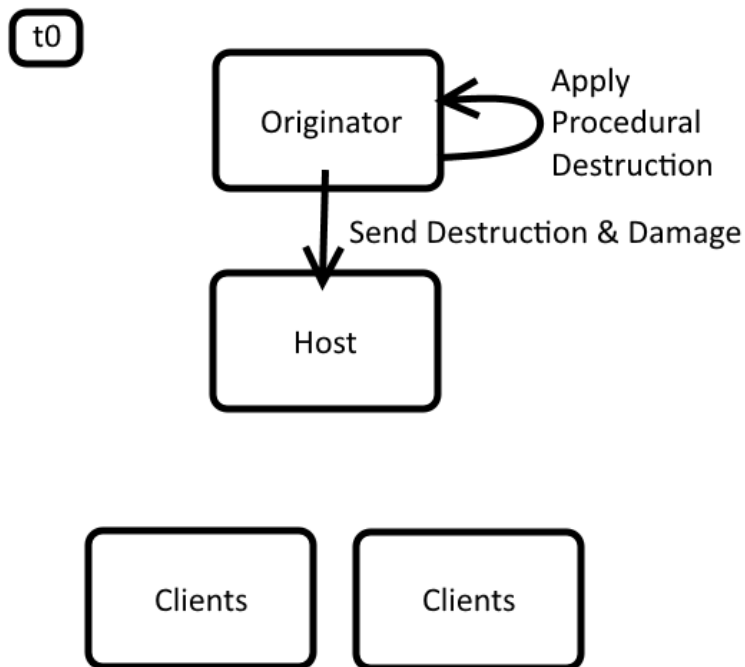 t0
Originator
Apply
Procedural
Destruction
Send Destruction & Damage
Host
Clients
Clients